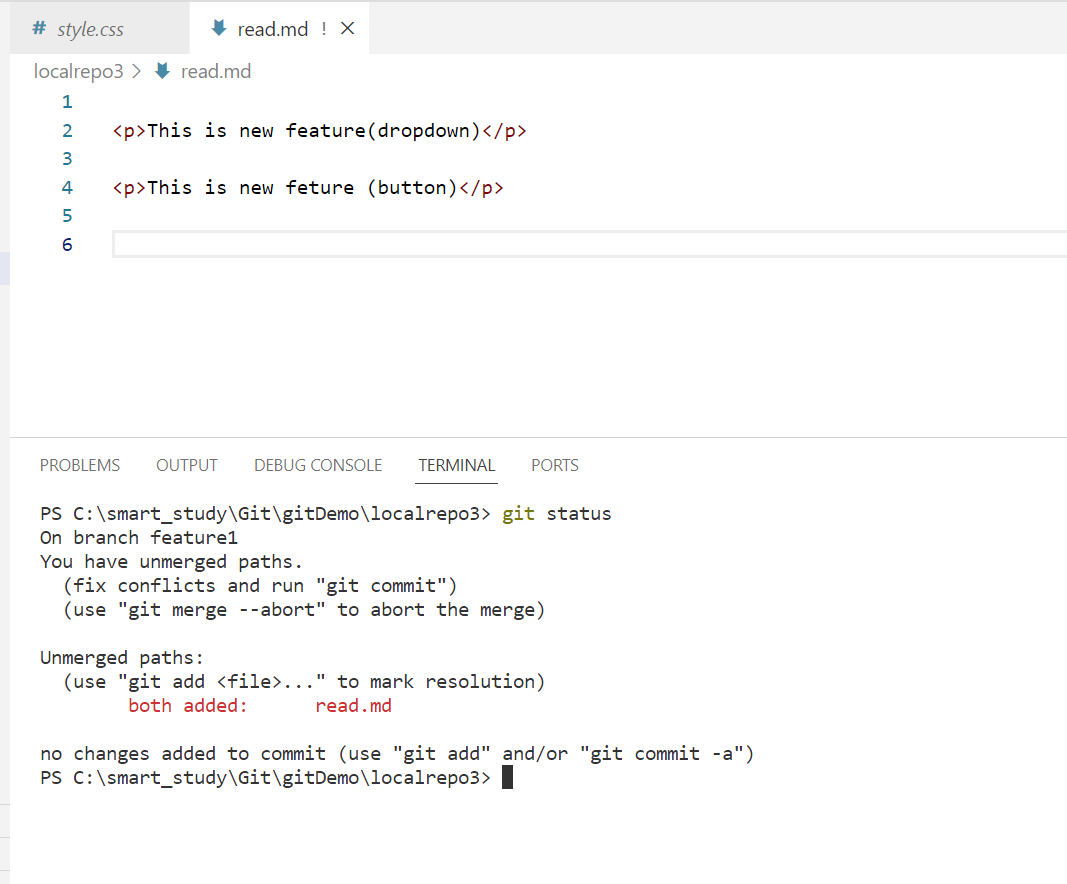 # style.css read.md ! ×
localrepo3 > read.md
1
2 <p>This is new feature(dropdown)</p>
3
4 <p>This is new feture (button)</p>
5
6
PROBLEMS OUTPUT DEBUG CONSOLE TERMINAL PORTS
PS C:\smart_study\Git\gitDemo\localrepo3> git status
On branch feature1
You have unmerged paths.
  (fix conflicts and run "git commit")
  (use "git merge --abort" to abort the merge)
Unmerged paths:
  (use "git add <file>..." to mark resolution)
        both added:      read.md
no changes added to commit (use "git add" and/or "git commit -a")
PS C:\smart_study\Git\gitDemo\localrepo3>